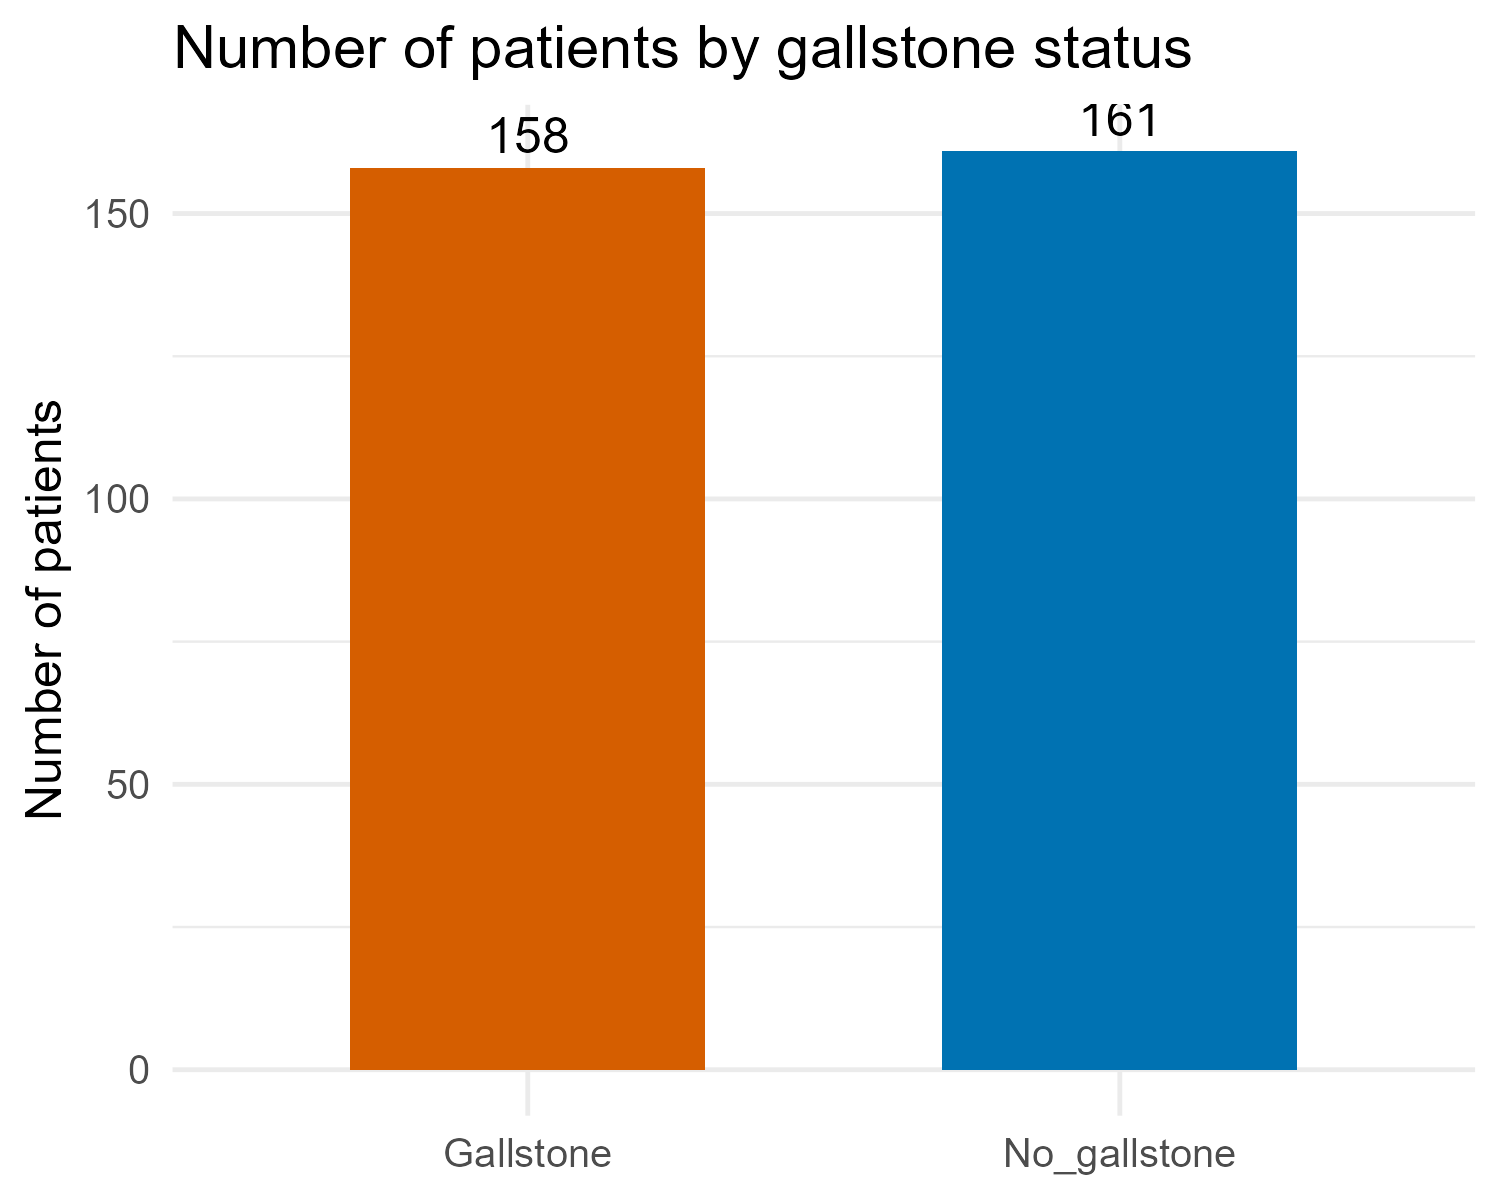 Number of patients by gallstone status
158
161
Number of patients
150
100
50
0
Gallstone
No_gallstone